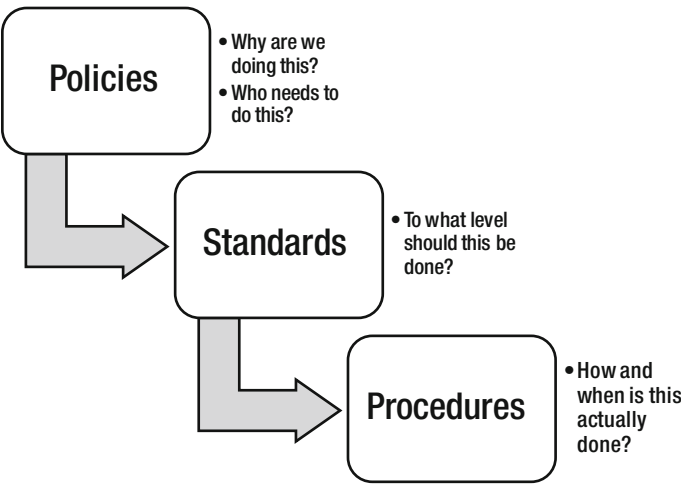 Policies
• Why are we
doing this?
• Who needs to
do this?
Standards
• To what level
should this be
done?
Procedures
• How and
when is this
actually
done?